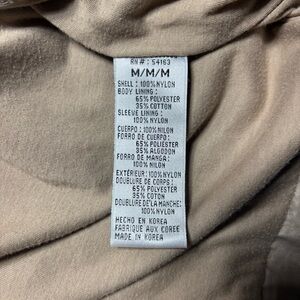 RN# : 54163
M/M/M
SHELL : 100%NYLON
BODY LINING :
65% POLYESTER
35% COTTON
SLEEVE LINING :
100% NYLON
CUERPO : 100% NILON
FORRO DE CUERPO :
65% POLIESTER
35% ALGODON
FORRO DE MANGA :
100% NILON
EXTÉRIEUR : 100%NYLON
DOUBLURE DE CORPS :
65% POLYESTER
35% COTON
DOUBLURE DE LA MANCHE :
100%NYLON
HECHO EN KOREA
FABRIQUE AUX CORÉE
MADE IN KOREA